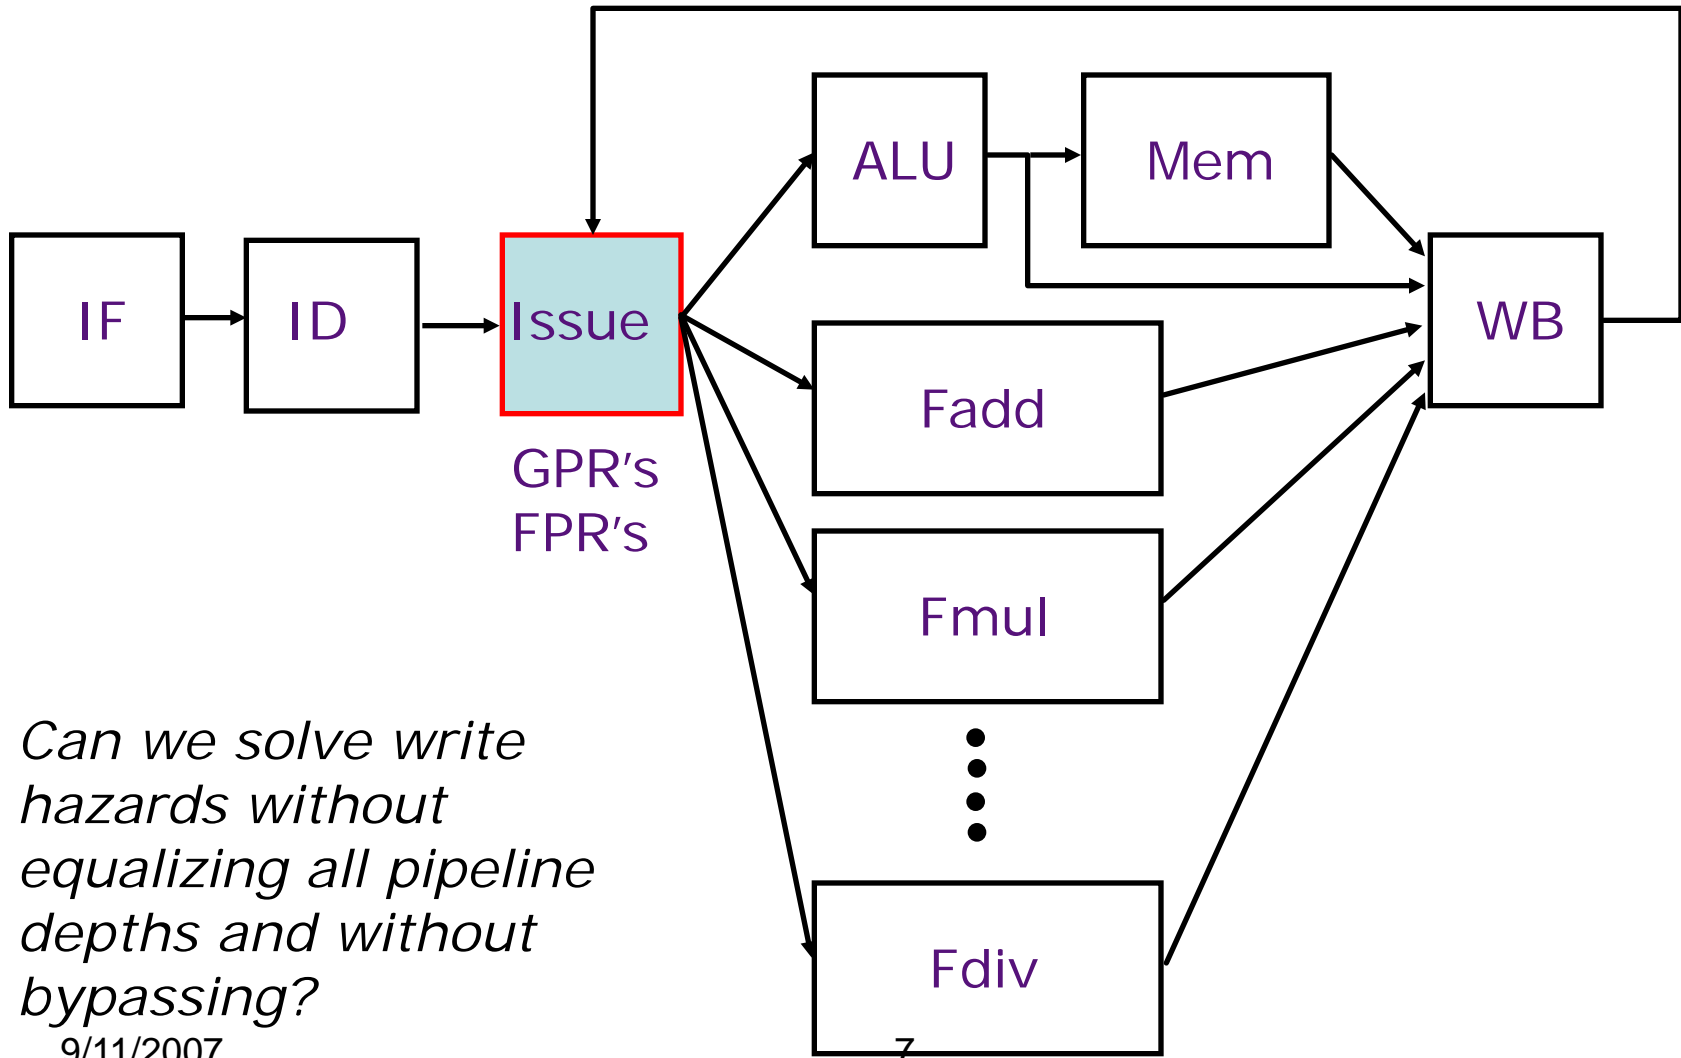 ALU
Mem
IF
ID
Issue
WB
GPR's
FPR's
Fadd
Fmul
Fdiv
Can we solve write
hazards without
equalizing all pipeline
depths and without
bypassing?
9/11/2007
7